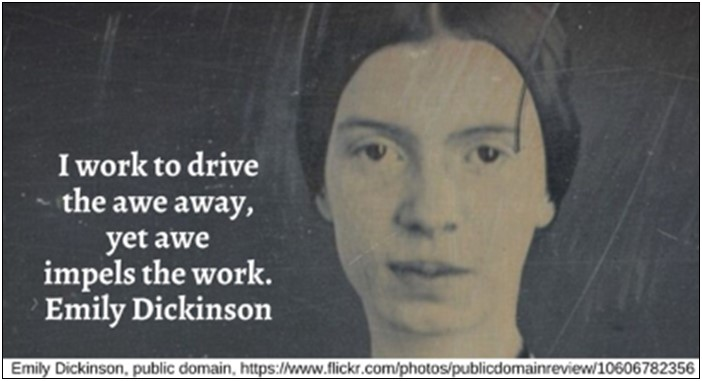 I work to drive
the awe away,
yet awe
impels the work.
Emily Dickinson
Emily Dickinson, public domain, https://www.flickr.com/photos/publicdomainreview/10606782356